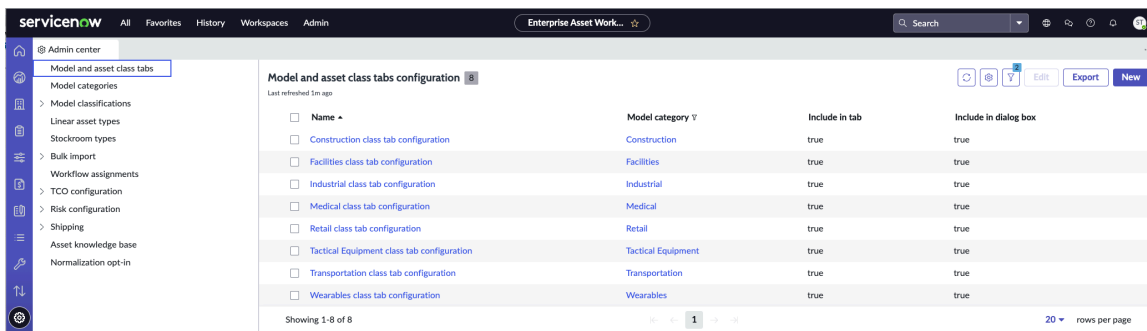 servicenow All Favorites History Workspaces Admin Enterprise Asset Work... Search ST
Admin center
Model and asset class tabs
Model categories
Model classifications
Linear asset types
Stockroom types
Bulk import
Workflow assignments
TCO configuration
Risk configuration
Shipping
Asset knowledge base
Normalization opt-in
Model and asset class tabs configuration 8
Last refreshed 1m ago
2
Edit Export New
Name Model category Include in tab Include in dialog box
Construction class tab configuration Construction true true
Facilities class tab configuration Facilities true true
Industrial class tab configuration Industrial true true
Medical class tab configuration Medical true true
Retail class tab configuration Retail true true
Tactical Equipment class tab configuration Tactical Equipment true true
Transportation class tab configuration Transportation true true
Wearables class tab configuration Wearables true true
Showing 1-8 of 8 1 20 rows per page